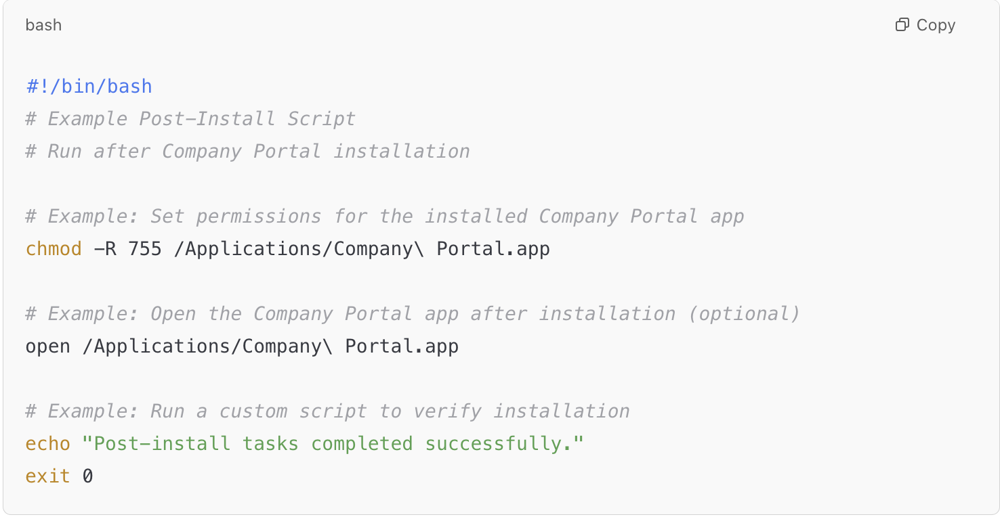 bash
Copy
#!/bin/bash
# Example Post-Install Script
# Run after Company Portal installation
# Example: Set permissions for the installed Company Portal app
chmod -R 755 /Applications/Company\ Portal.app
# Example: Open the Company Portal app after installation (optional)
open /Applications/Company\ Portal.app
# Example: Run a custom script to verify installation
echo "Post-install tasks completed successfully."
exit 0